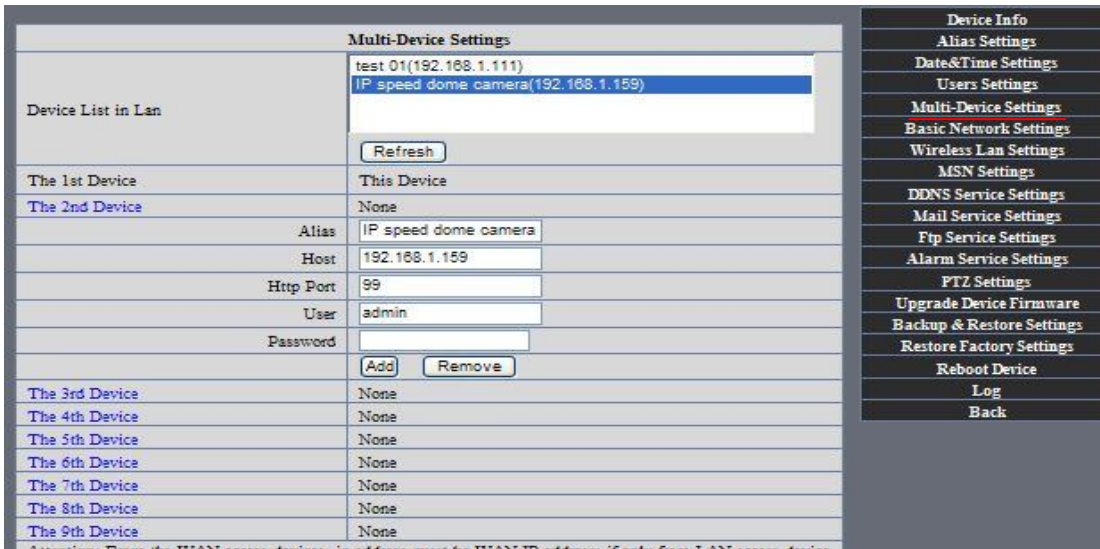 Multi-Device Settings
Device List in Lan
test 01(192.168.1.111)
IP speed dome camera(192.168.1.159)
Refresh
The 1st Device This Device
The 2nd Device None
Alias IP speed dome camera
Host 192.168.1.159
Http Port 99
User admin
Password
Add Remove
The 3rd Device None
The 4th Device None
The 5th Device None
The 6th Device None
The 7th Device None
The 8th Device None
The 9th Device None
Device Info
Alias Settings
Date&Time Settings
Users Settings
Multi-Device Settings
Basic Network Settings
Wireless Lan Settings
MSN Settings
DDNS Service Settings
Mail Service Settings
Ftp Service Settings
Alarm Service Settings
PTZ Settings
Upgrade Device Firmware
Backup & Restore Settings
Restore Factory Settings
Reboot Device
Log
Back